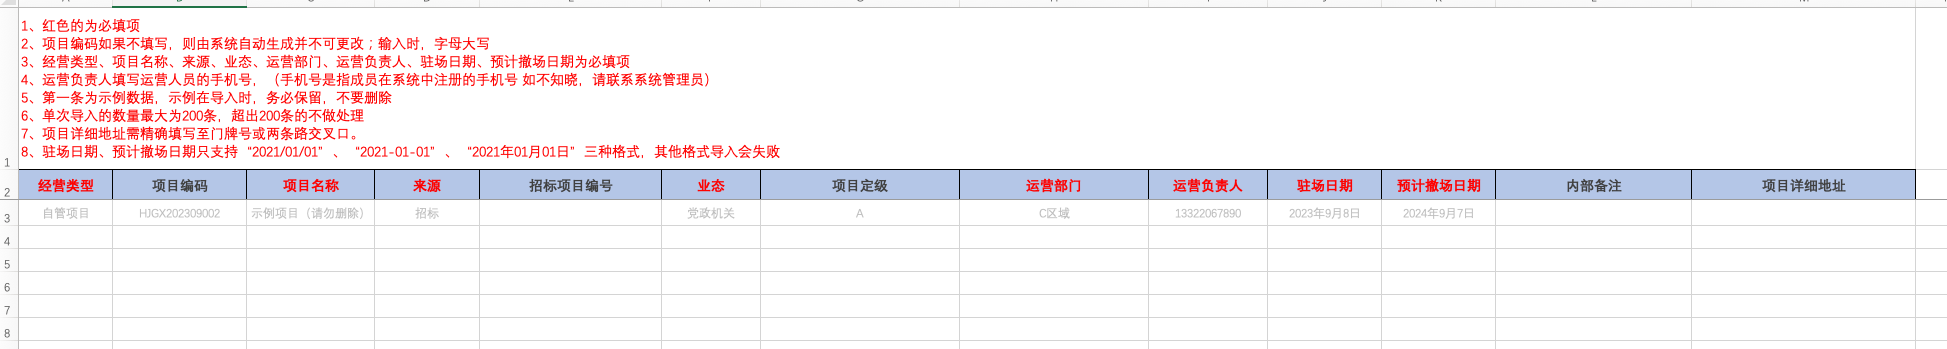 1、红色的为必填项
2、项目编码如果不填写，则由系统自动生成并不可更改；输入时，字母大写
3、经营类型、项目名称、来源、业态、运营部门、运营负责人、驻场日期、预计撤场日期为必填项
4、运营负责人填写运营人员的手机号，（手机号是指成员在系统中注册的手机号 如不知晓，请联系系统管理员）
5、第一条为示例数据，示例在导入时，务必保留，不要删除
6、单次导入的数量最大为200条，超出200条的不做处理
7、项目详细地址需精确填写至门牌号或两条路交叉口。
8、驻场日期、预计撤场日期只支持“2021/01/01”、“2021-01-01”、“2021年01月01日”三种格式，其他格式导入会失败
1
2 经营类型 项目编码 项目名称 来源 招标项目编号 业态 项目定级 运营部门 运营负责人 驻场日期 预计撤场日期 内部备注 项目详细地址
3 自管项目 HJGX202309002 示例项目（请勿删除） 招标 党政机关 A C区域 13322067890 2023年9月8日 2024年9月7日
4
5
6
7
8